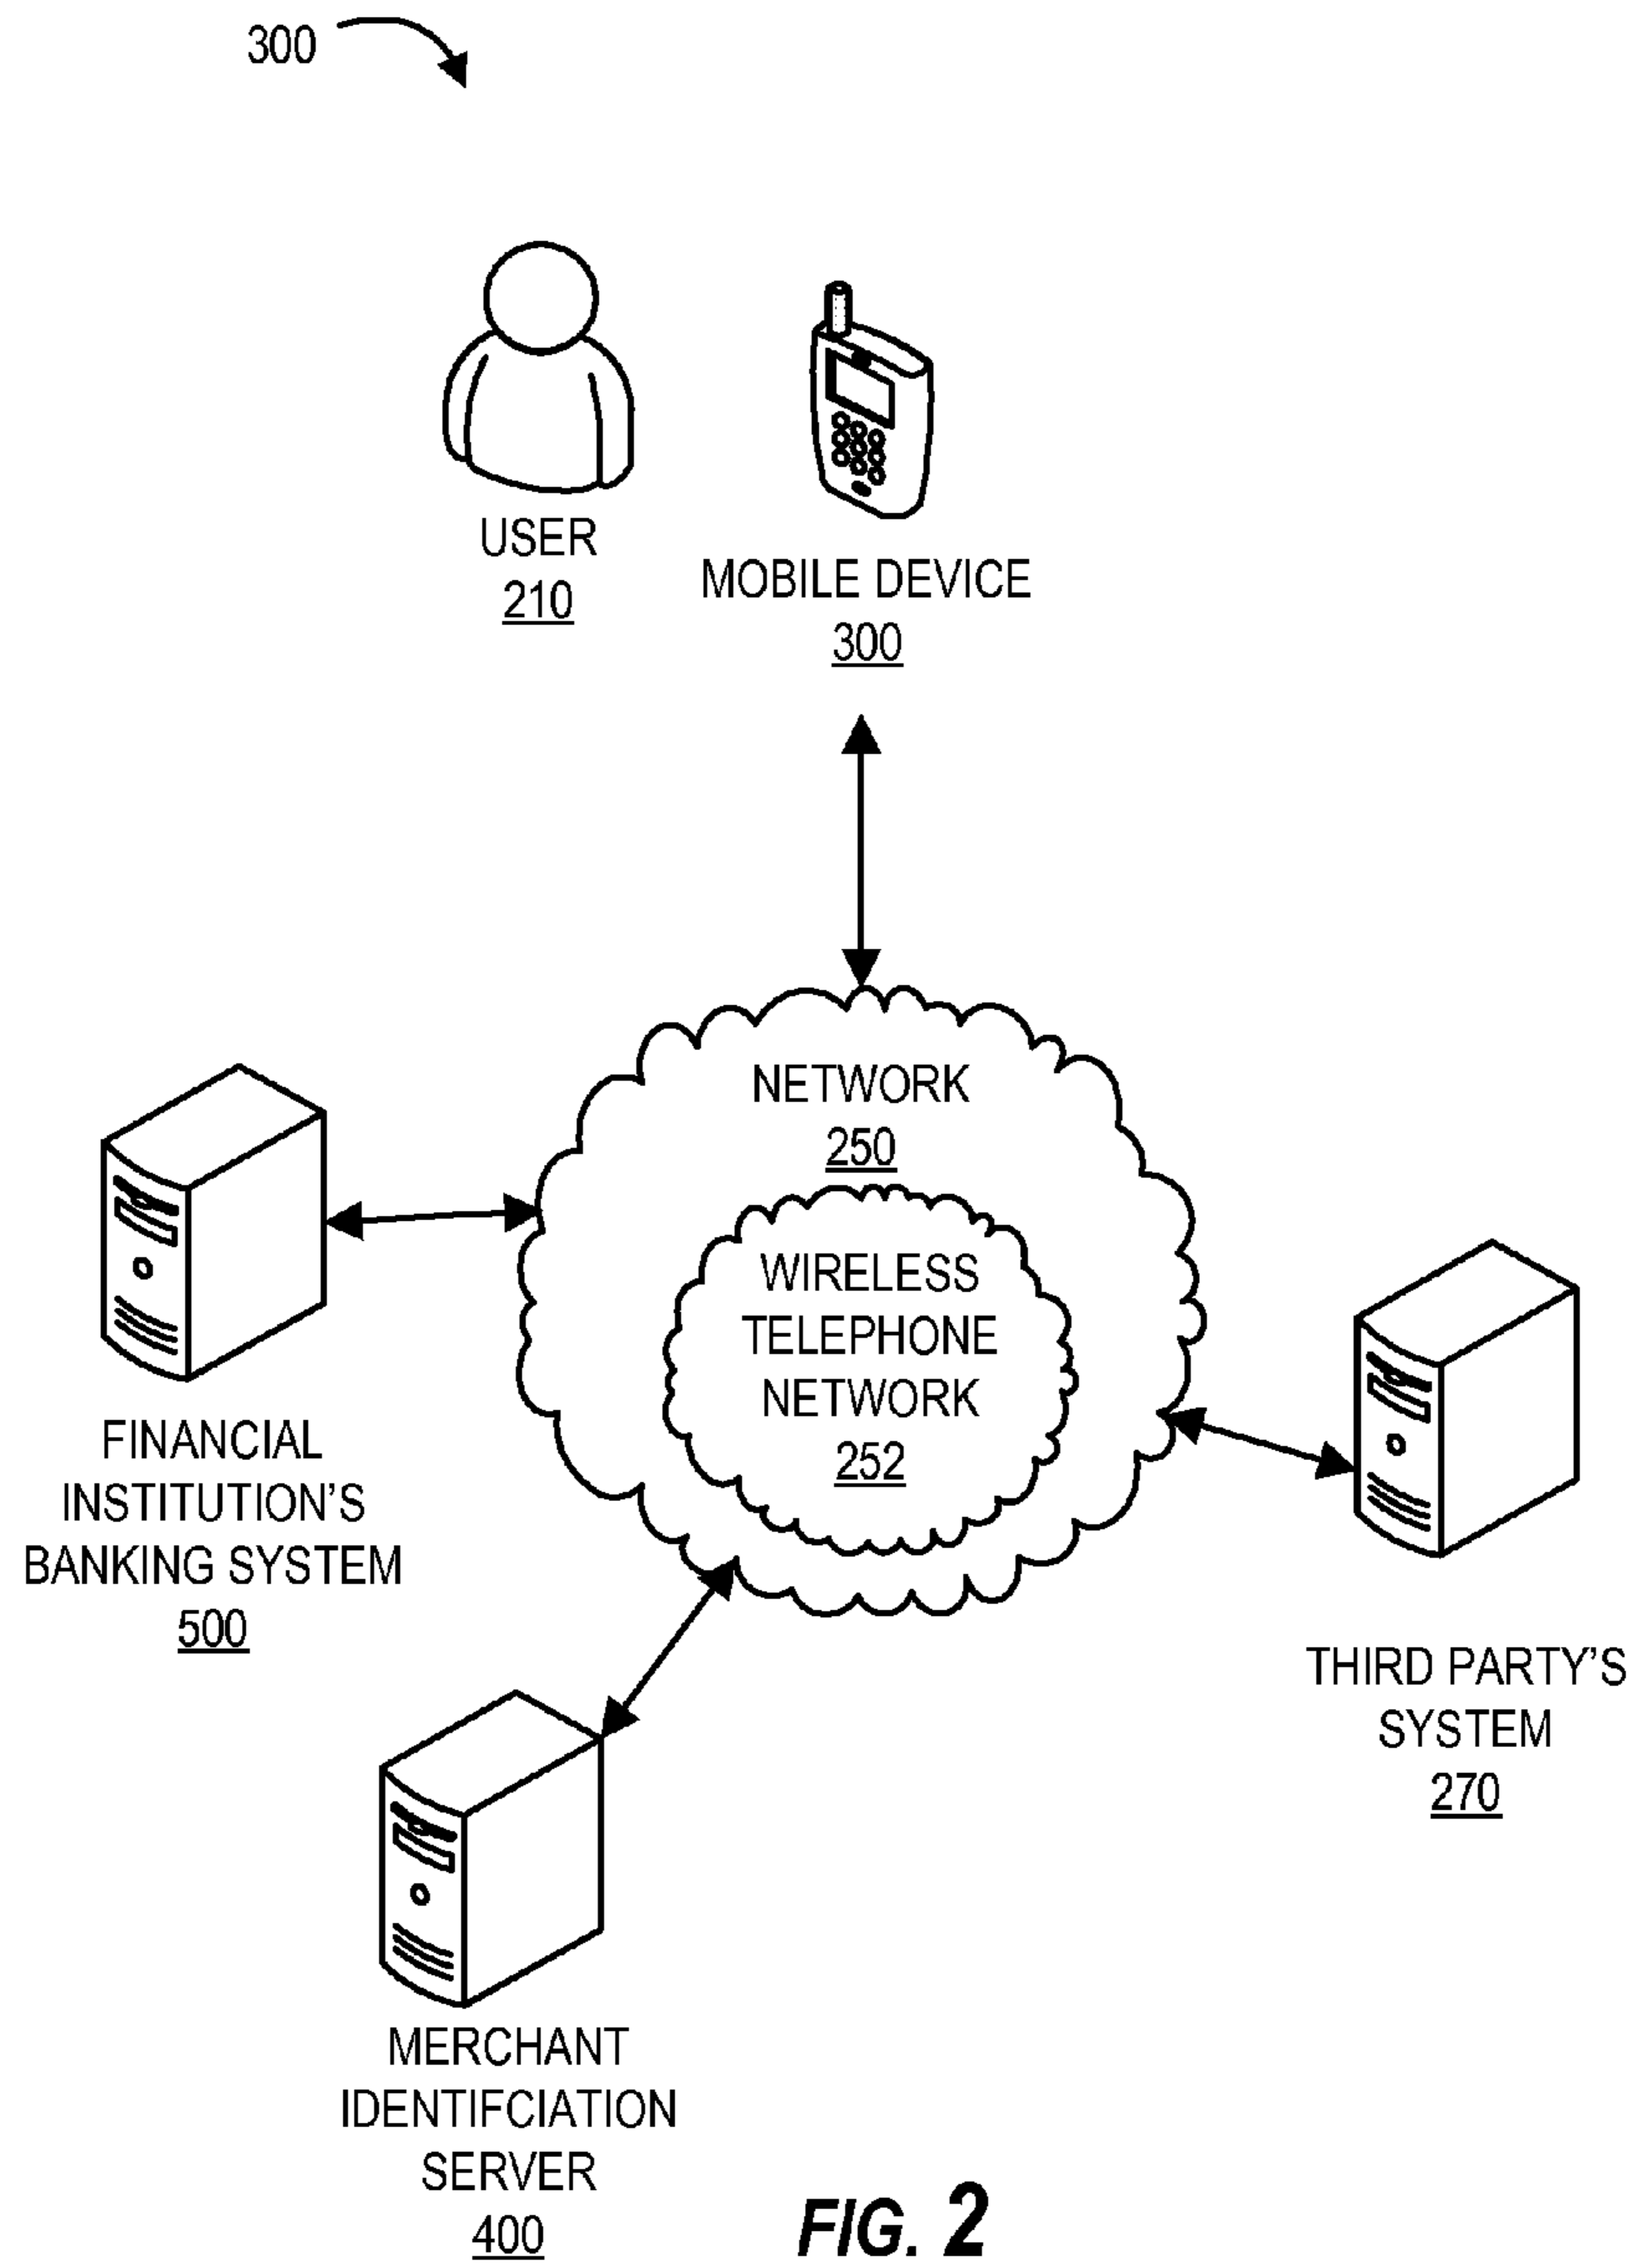 300
USER
210
MOBILE DEVICE
300
NETWORK
250
WIRELESS
TELEPHONE
NETWORK
252
FINANCIAL
INSTITUTION'S
BANKING SYSTEM
500
THIRD PARTY'S
SYSTEM
270
MERCHANT
IDENTIFCIATION
SERVER
400
FIG. 2